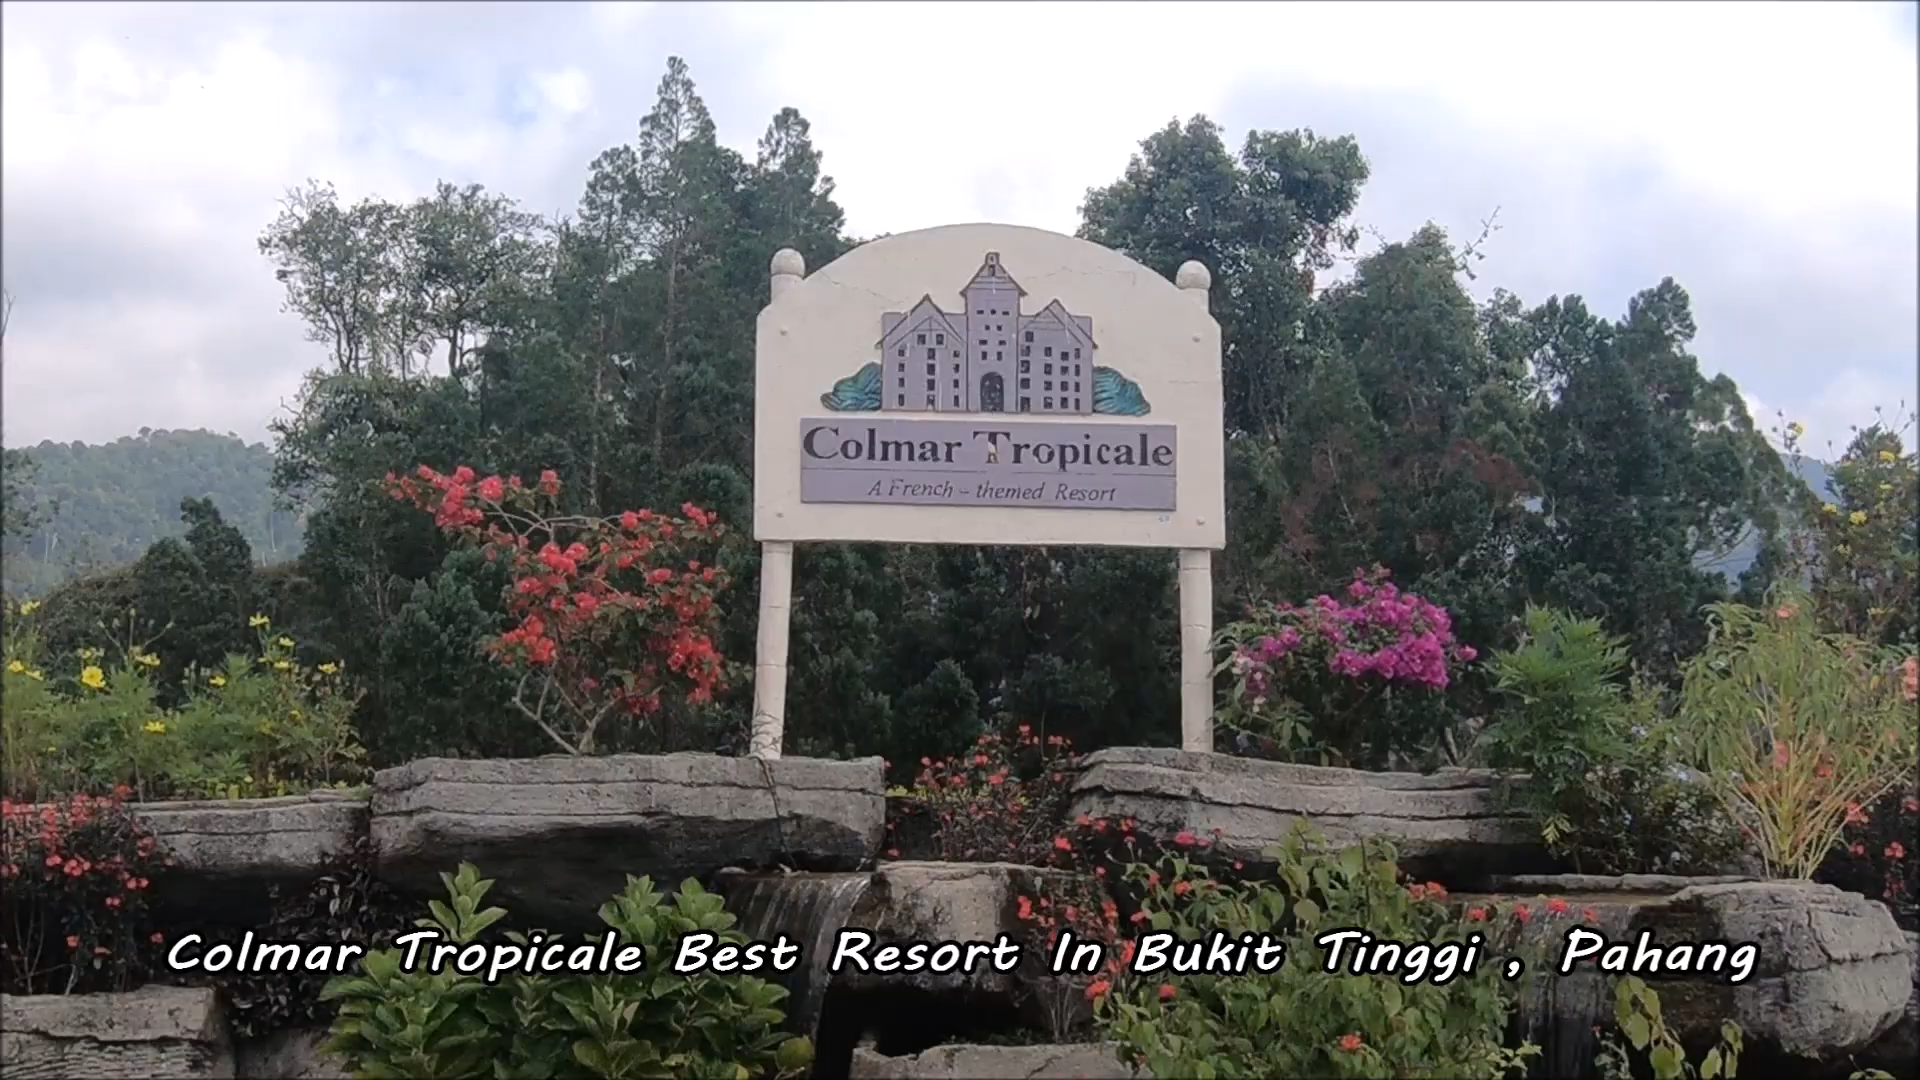 Colmar Tropicale
A French - themed Resort
Colmar Tropicale Best Resort In Bukit Tinggi , Pahang